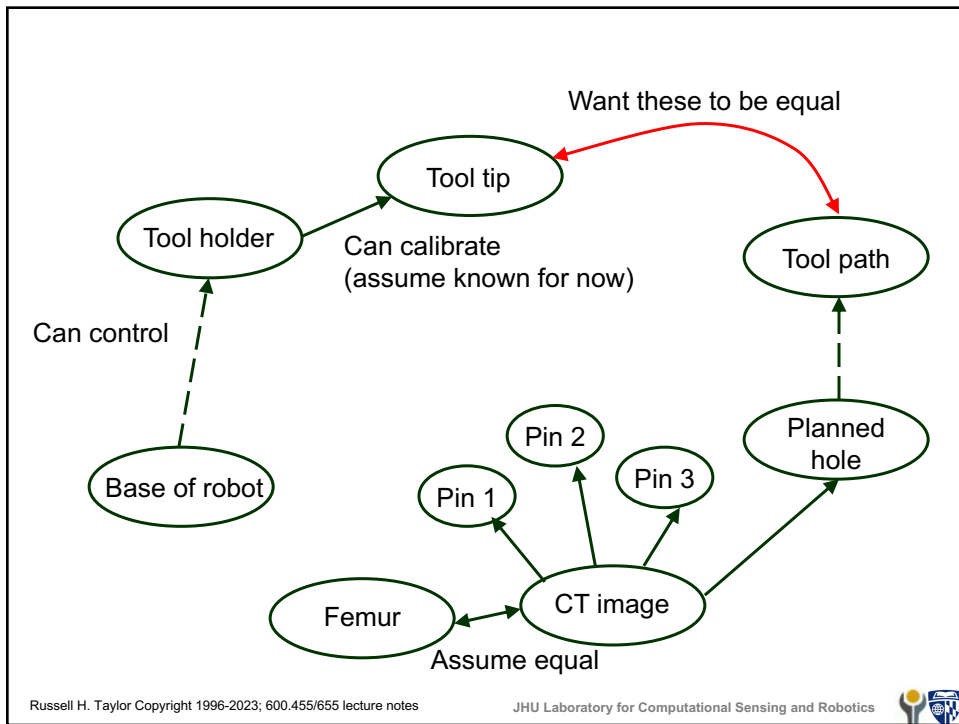 Want these to be equal
Tool tip
Tool holder
Can calibrate
(assume known for now)
Tool path
Can control
Pin 2
Planned
hole
Base of robot
Pin 1
Pin 3
Femur
CT image
Assume equal
Russell H. Taylor Copyright 1996-2023; 600.455/655 lecture notes
JHU Laboratory for Computational Sensing and Robotics